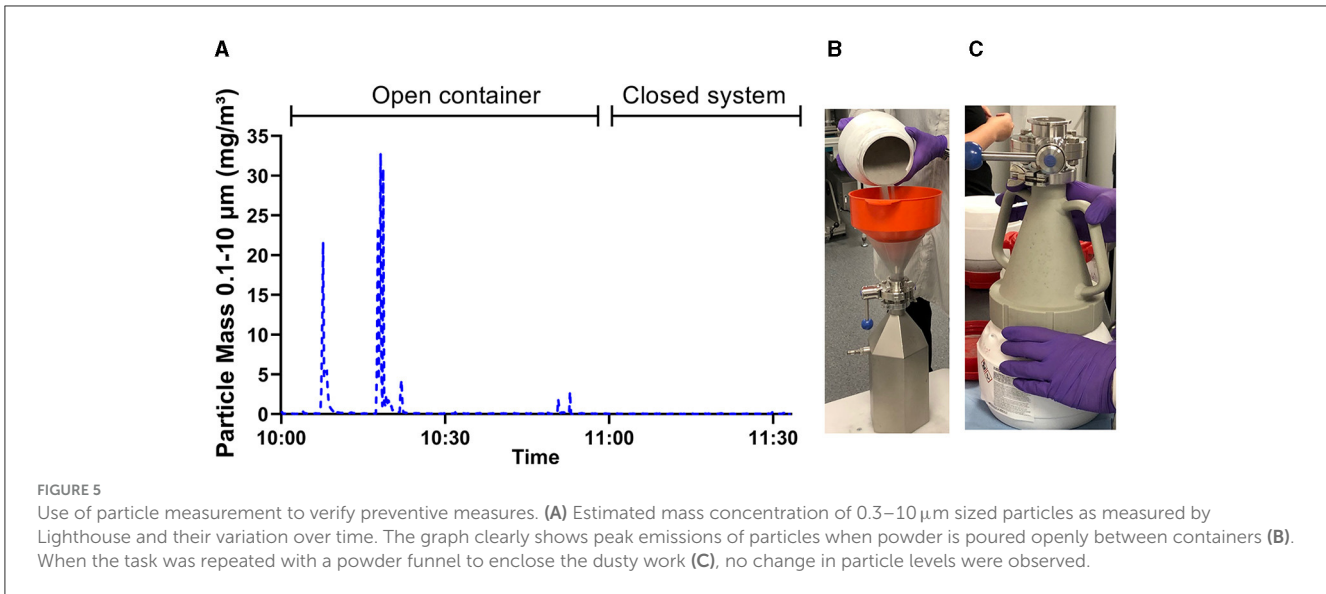 A
B
C
Open container
Closed system
Particle Mass 0.1-10 µm (mg/m³)
35
30
25
20
15
10
5
0
10:00
10:30
11:00
11:30
Time
FIGURE 5
Use of particle measurement to verify preventive measures. (A) Estimated mass concentration of 0.3–10 µm sized particles as measured by
Lighthouse and their variation over time. The graph clearly shows peak emissions of particles when powder is poured openly between containers (B).
When the task was repeated with a powder funnel to enclose the dusty work (C), no change in particle levels were observed.